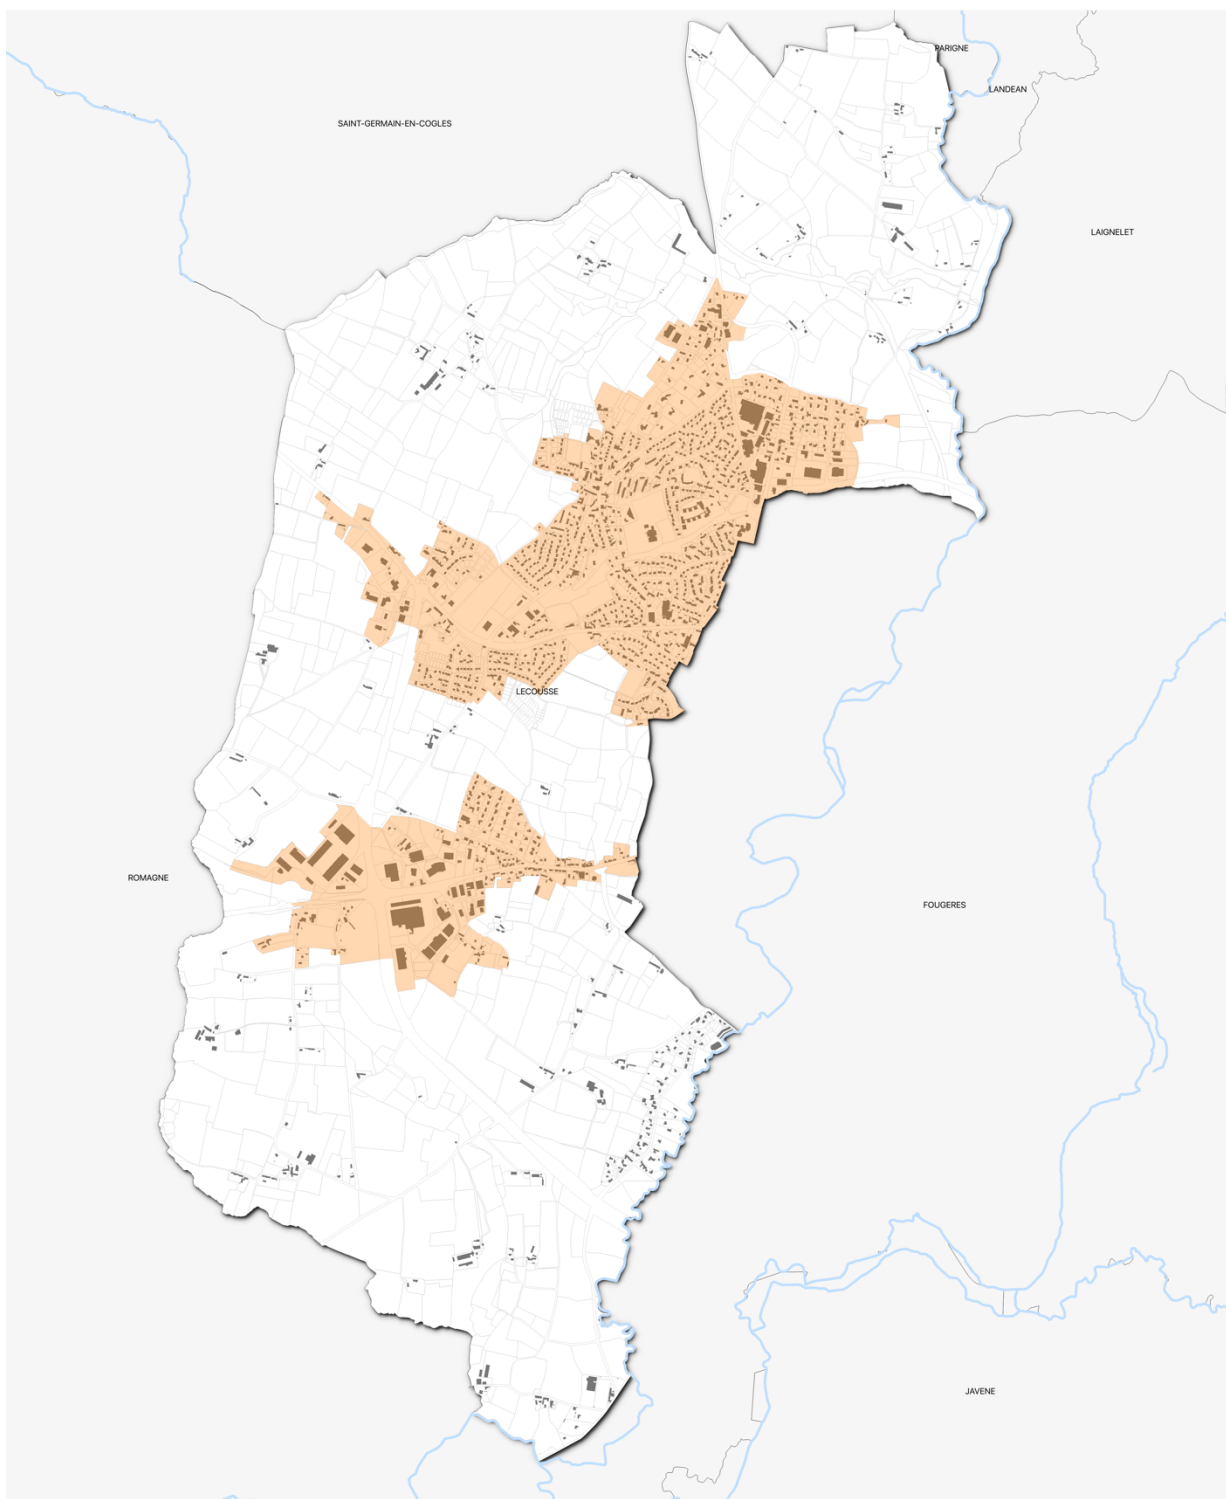 PARIGNE
LANDEAN
SAINT-GERMAIN-EN-COGLES
LAIGNELET
LECOUSSE
ROMAGNE
FOUGERES
JAVENE